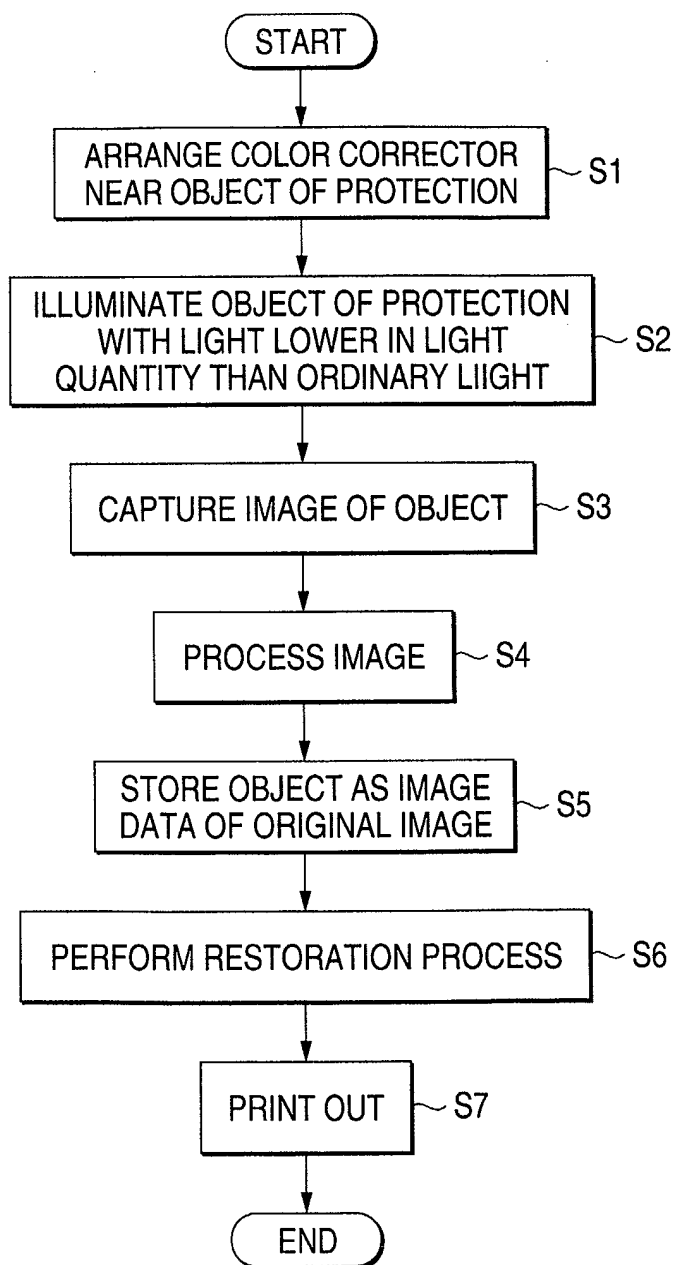 START
ARRANGE COLOR CORRECTOR
NEAR OBJECT OF PROTECTION
S1
ILLUMINATE OBJECT OF PROTECTION
WITH LIGHT LOWER IN LIGHT
QUANTITY THAN ORDINARY LIIGHT
S2
CAPTURE IMAGE OF OBJECT
S3
PROCESS IMAGE
S4
STORE OBJECT AS IMAGE
DATA OF ORIGINAL IMAGE
S5
PERFORM RESTORATION PROCESS
S6
PRINT OUT
S7
END